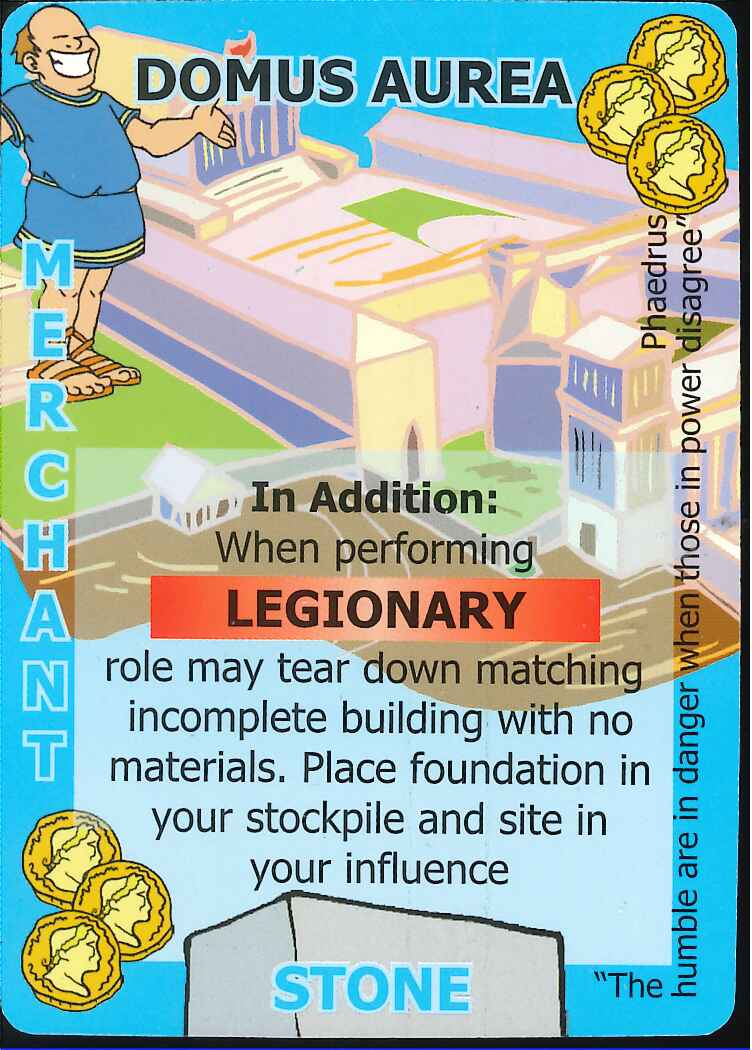 DOMUS AUREA
MERCHANT
In Addition:
When performing
LEGIONARY
role may tear down matching
incomplete building with no
materials. Place foundation in
your stockpile and site in
your influence
STONE
“The humble are in danger when those in power disagree”
Phaedrus